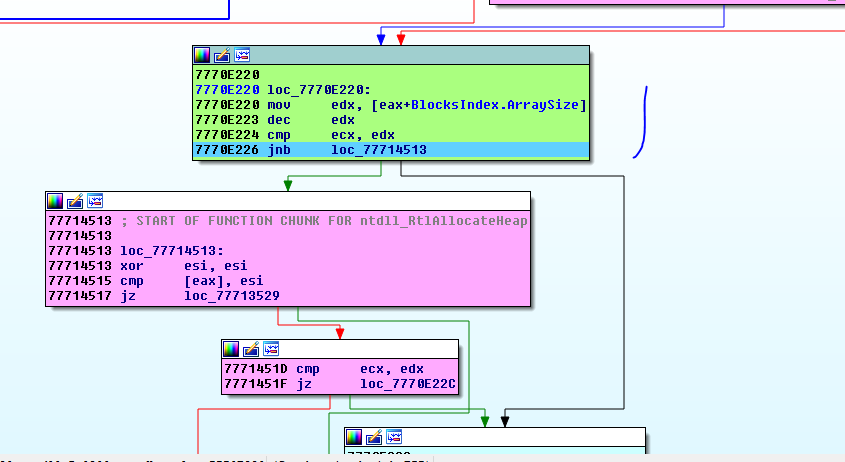 7770E220
7770E220 loc_7770E220:
7770E220 mov edx, [eax+BlocksIndex.ArraySize]
7770E223 dec edx
7770E224 cmp ecx, edx
7770E226 jnb loc_77714513
77714513 ; START OF FUNCTION CHUNK FOR ntdll_RtlAllocateHeap
77714513
77714513 loc_77714513:
77714513 xor esi, esi
77714515 cmp [eax], esi
77714517 jz loc_77713529
7771451D cmp ecx, edx
7771451F jz loc_7770E22C